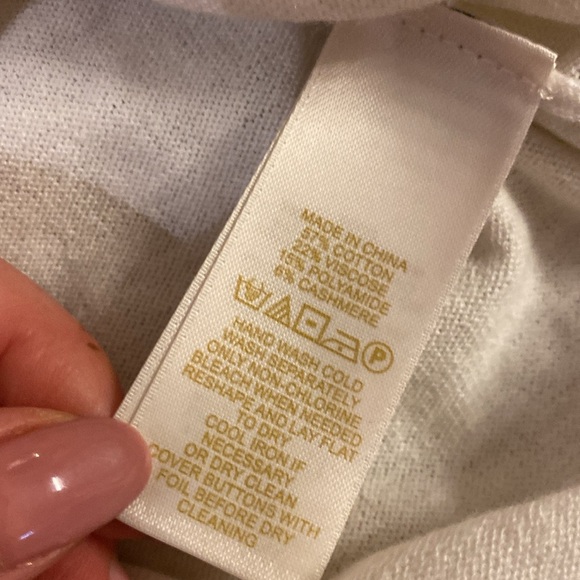 MADE IN CHINA
57% COTTON
22% VISCOSE
15% POLYAMIDE
6% CASHMERE
P
HAND WASH COLD
WASH SEPARATELY.
ONLY NON-CHLORINE.
BLEACH WHEN NEEDED
RESHAPE AND LAY FLAT
TO DRY
COOL IRON IF
NECESSARY
OR DRY CLEAN
COVER BUTTONS WITH
FOIL BEFORE DRY
CLEANING